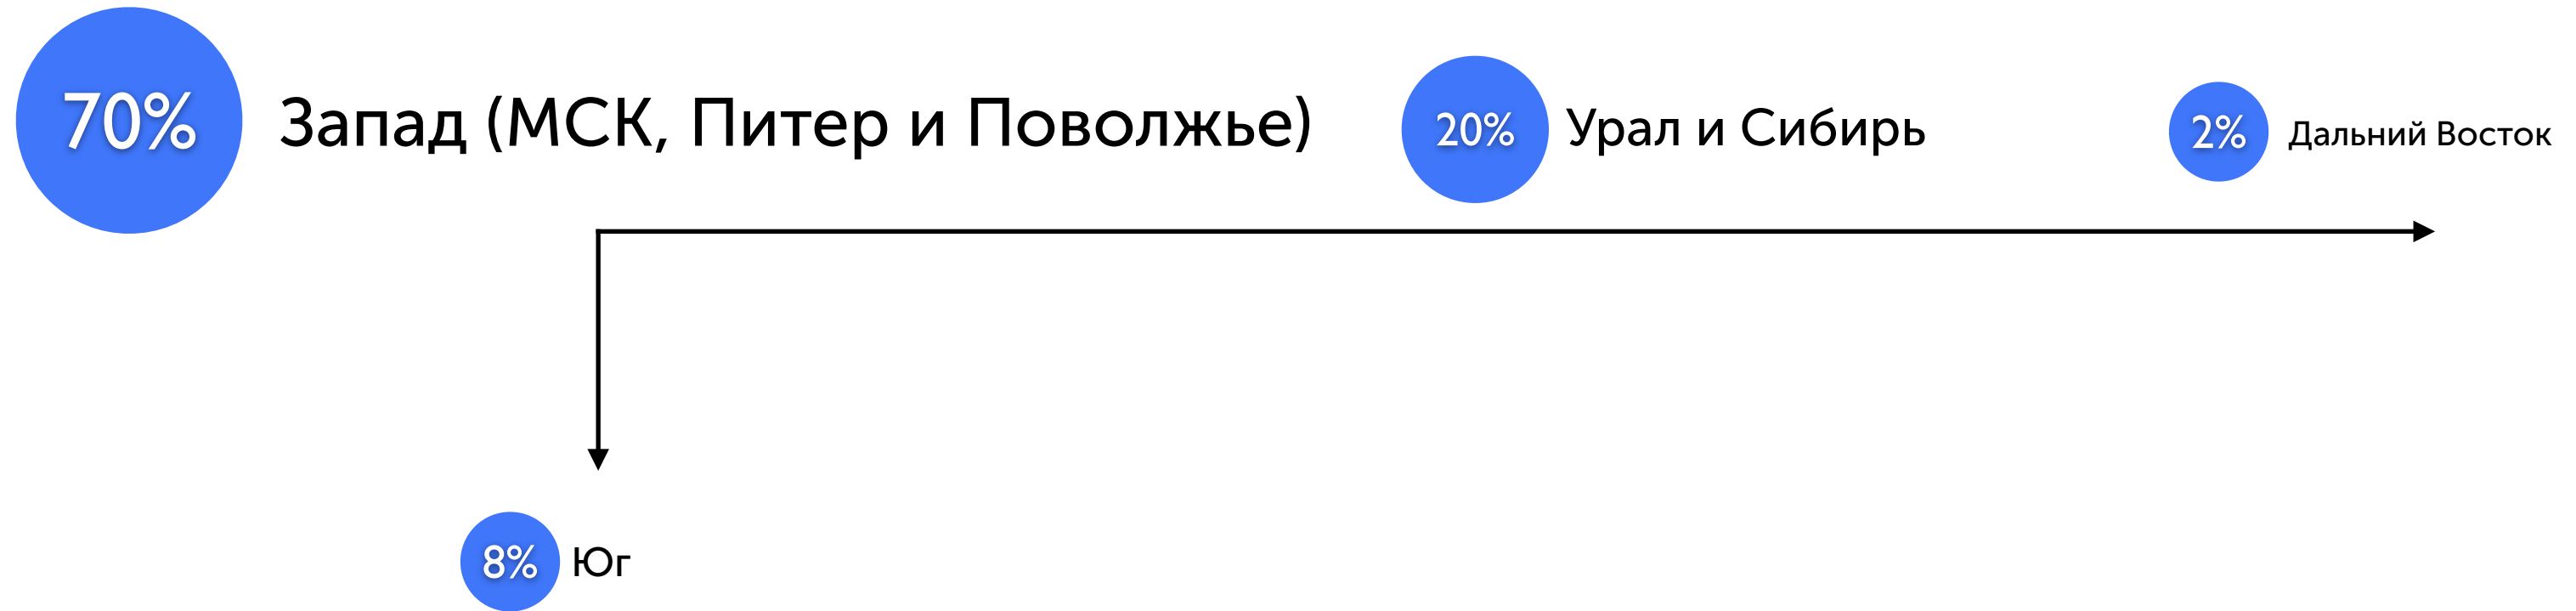 70% Запад (МСК, Питер и Поволжье)
20% Урал и Сибирь
2% Дальний Восток
8% Юг